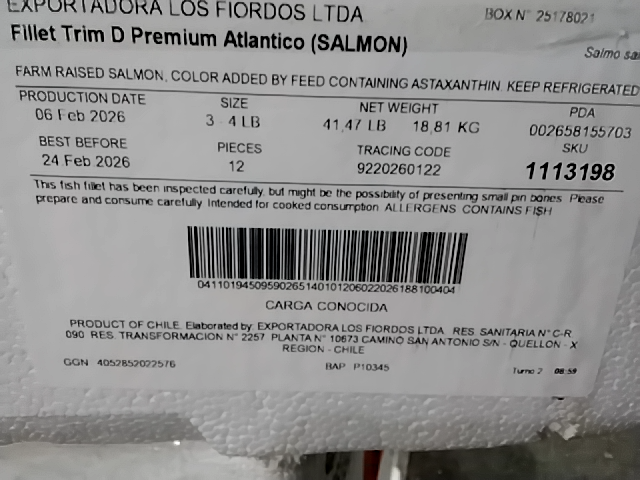 EXPORTADORA LOS FIORDOS LTDA BOX N° 25178021
Fillet Trim D Premium Atlantico (SALMON) Salmo sa
FARM RAISED SALMON, COLOR ADDED BY FEED CONTAINING ASTAXANTHIN. KEEP REFRIGERATED
PRODUCTION DATE SIZE NET WEIGHT PDA
06 Feb 2026 3 - 4 LB 41,47 LB 18,81 KG 002658155703
BEST BEFORE PIECES TRACING CODE SKU
24 Feb 2026 12 9220260122 1113198
This fish fillet has been inspected carefully, but might be the possibility of presenting small pin bones. Please
prepare and consume carefully. Intended for cooked consumption. ALLERGENS: CONTAINS FISH
04110194509590265140101206022026188100404
CARGA CONOCIDA
PRODUCT OF CHILE. Elaborated by: EXPORTADORA LOS FIORDOS LTDA. RES. SANITARIA N° C-R
090 RES. TRANSFORMACION N° 2257 PLANTA N° 10673 CAMINO SAN ANTONIO S/N - QUELLON - X
REGION - CHILE
GGN 4052852022576 BAP P10345 Turno 2 08:59